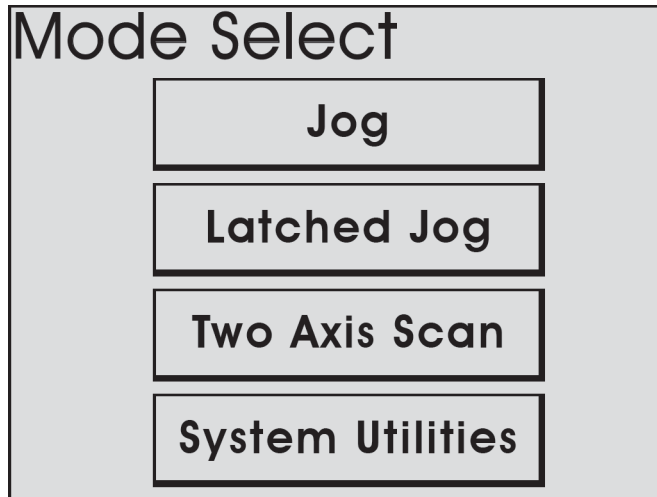 Mode Select
Jog
Latched Jog
Two Axis Scan
System Utilities